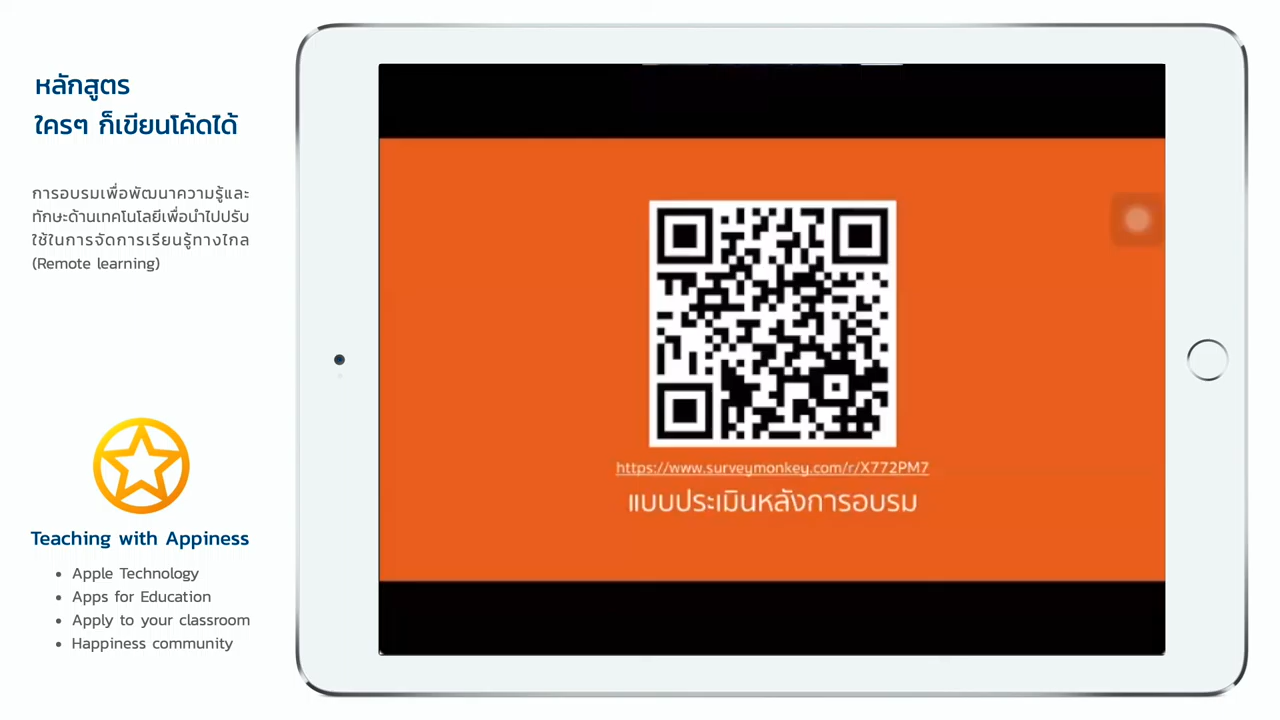 หลักสูตร
ใครๆ ก็เขียนโค้ดได้
การอบรมเพื่อพัฒนาความรู้และ
ทักษะด้านเทคโนโลยีเพื่อนำไปปรับ
ใช้ในการจัดการเรียนรู้ทางไกล
(Remote learning)
Teaching with Appiness
• Apple Technology
• Apps for Education
• Apply to your classroom
• Happiness community
https://www.surveymonkey.com/r/X772PM7
แบบประเมินหลังการอบรม